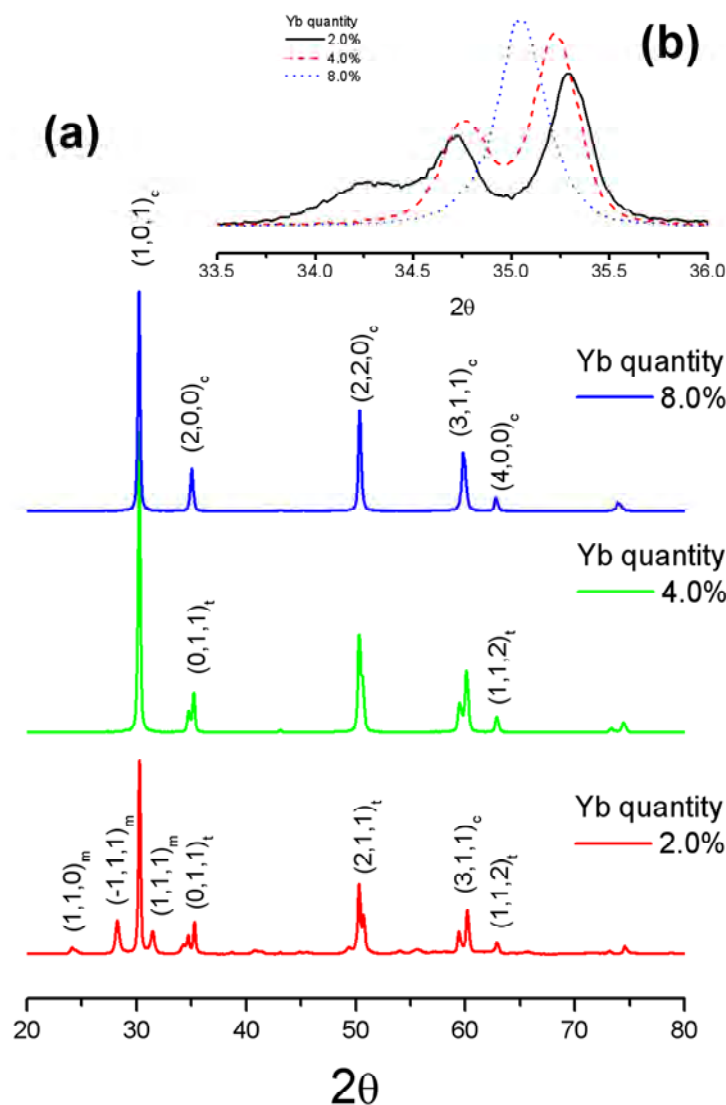 Yb quantity
2.0%
4.0%
8.0%
(b)
(a)
33.5 34.0 34.5 35.0 35.5 36.0
2θ
(1,0,1)c
(2,0,0)c
(2,2,0)c
(3,1,1)c
(4,0,0)c
Yb quantity
8.0%
(0,1,1)t
(1,1,2)t
Yb quantity
4.0%
(1,1,0)m
(-1,1,1)m
(1,1,1)m
(0,1,1)t
(2,1,1)t
(3,1,1)c
(1,1,2)t
Yb quantity
2.0%
20 30 40 50 60 70 80
2θ